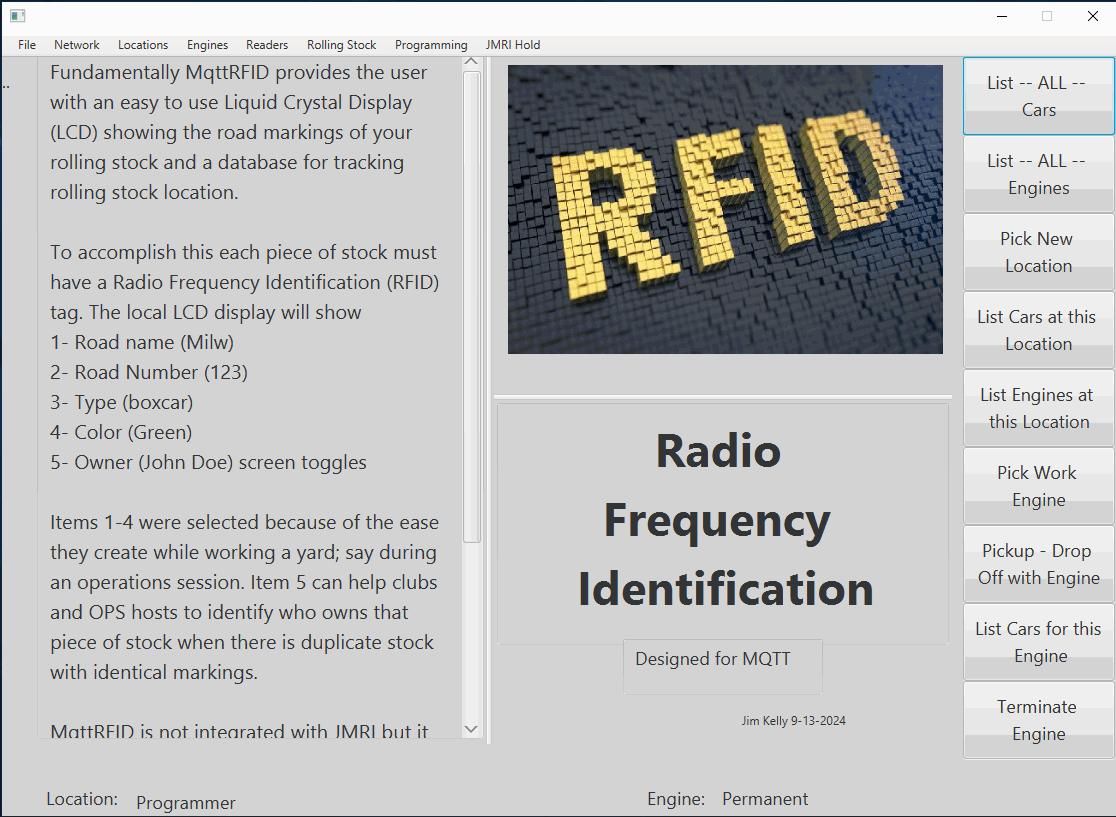 File Network Locations Engines Readers Rolling Stock Programming JMRI Hold
..
Fundamentally MqttRFID provides the user
with an easy to use Liquid Crystal Display
(LCD) showing the road markings of your
rolling stock and a database for tracking
rolling stock location.
To accomplish this each piece of stock must
have a Radio Frequency Identification (RFID)
tag. The local LCD display will show
1- Road name (Milw)
2- Road Number (123)
3- Type (boxcar)
4- Color (Green)
5- Owner (John Doe) screen toggles
Items 1-4 were selected because of the ease
they create while working a yard; say during
an operations session. Item 5 can help clubs
and OPS hosts to identify who owns that
piece of stock when there is duplicate stock
with identical markings.
MqttRFID is not integrated with JMRI but it
RFID
Radio
Frequency
Identification
Designed for MQTT
Jim Kelly 9-13-2024
List -- ALL --
Cars
List -- ALL --
Engines
Pick New
Location
List Cars at this
Location
List Engines at
this Location
Pick Work
Engine
Pickup - Drop
Off with Engine
List Cars for this
Engine
Terminate
Engine
Location: Programmer
Engine: Permanent